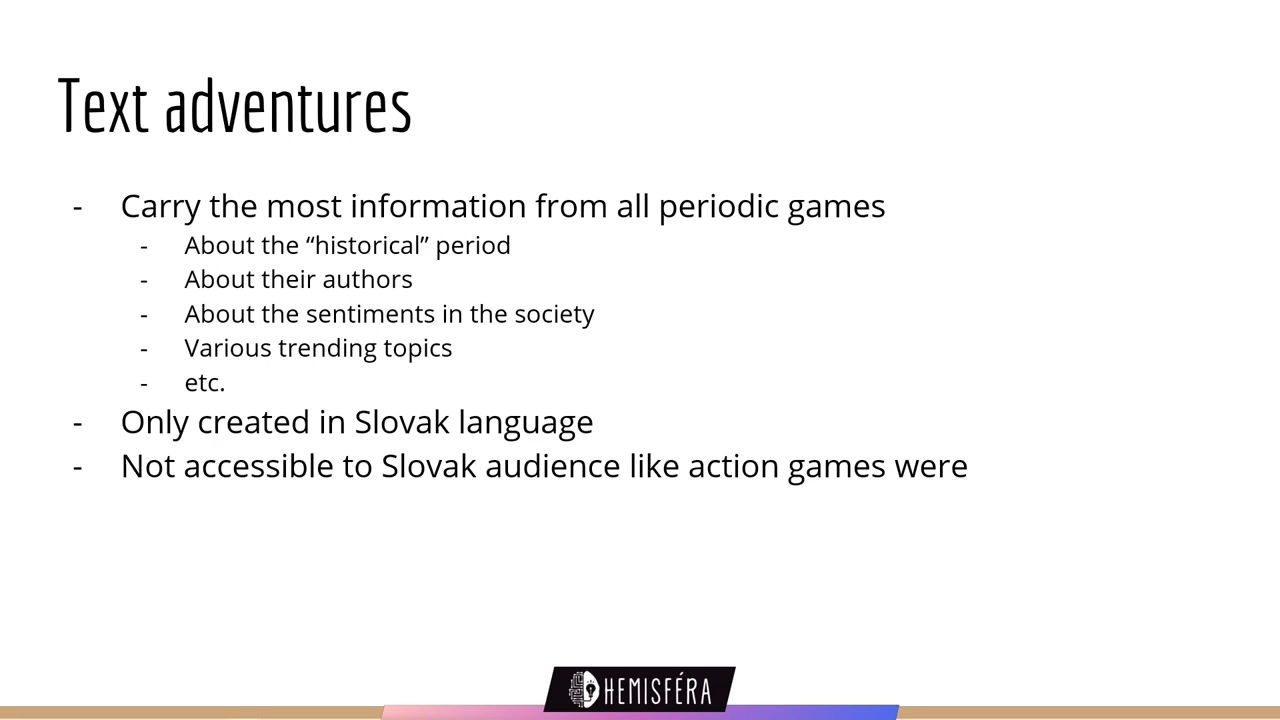 Text adventures
- Carry the most information from all periodic games
- About the “historical” period
- About their authors
- About the sentiments in the society
- Various trending topics
- etc.
- Only created in Slovak language
- Not accessible to Slovak audience like action games were
HEMISFÉRA